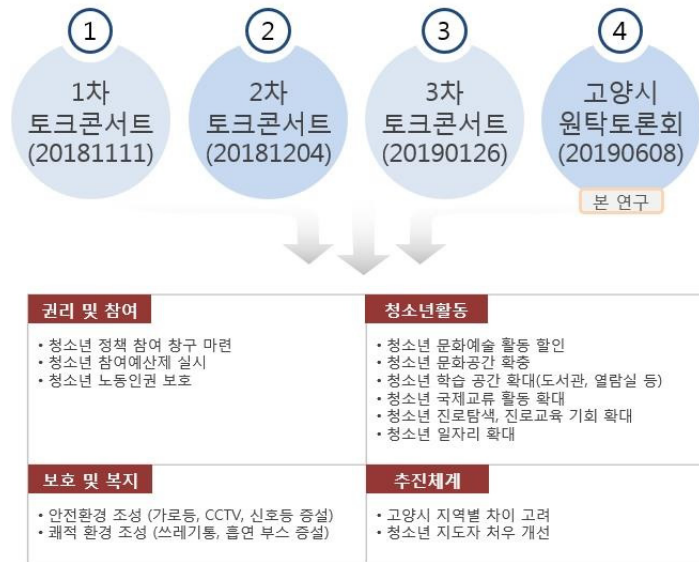 1
2
3
4
1차
토크콘서트
(20181111)
2차
토크콘서트
(20181204)
3차
토크콘서트
(20190126)
고양시
원탁토론회
(20190608)
본 연구
권리 및 참여
• 청소년 정책 참여 창구 마련
• 청소년 참여예산제 실시
• 청소년 노동인권 보호
청소년활동
• 청소년 문화예술 활동 할인
• 청소년 문화공간 확충
• 청소년 학습 공간 확대(도서관, 열람실 등)
• 청소년 국제교류 활동 확대
• 청소년 진로탐색, 진로교육 기회 확대
• 청소년 일자리 확대
보호 및 복지
• 안전환경 조성 (가로등, CCTV, 신호등 증설)
• 쾌적 환경 조성 (쓰레기통, 흡연 부스 증설)
추진체계
• 고양시 지역별 차이 고려
• 청소년 지도자 처우 개선